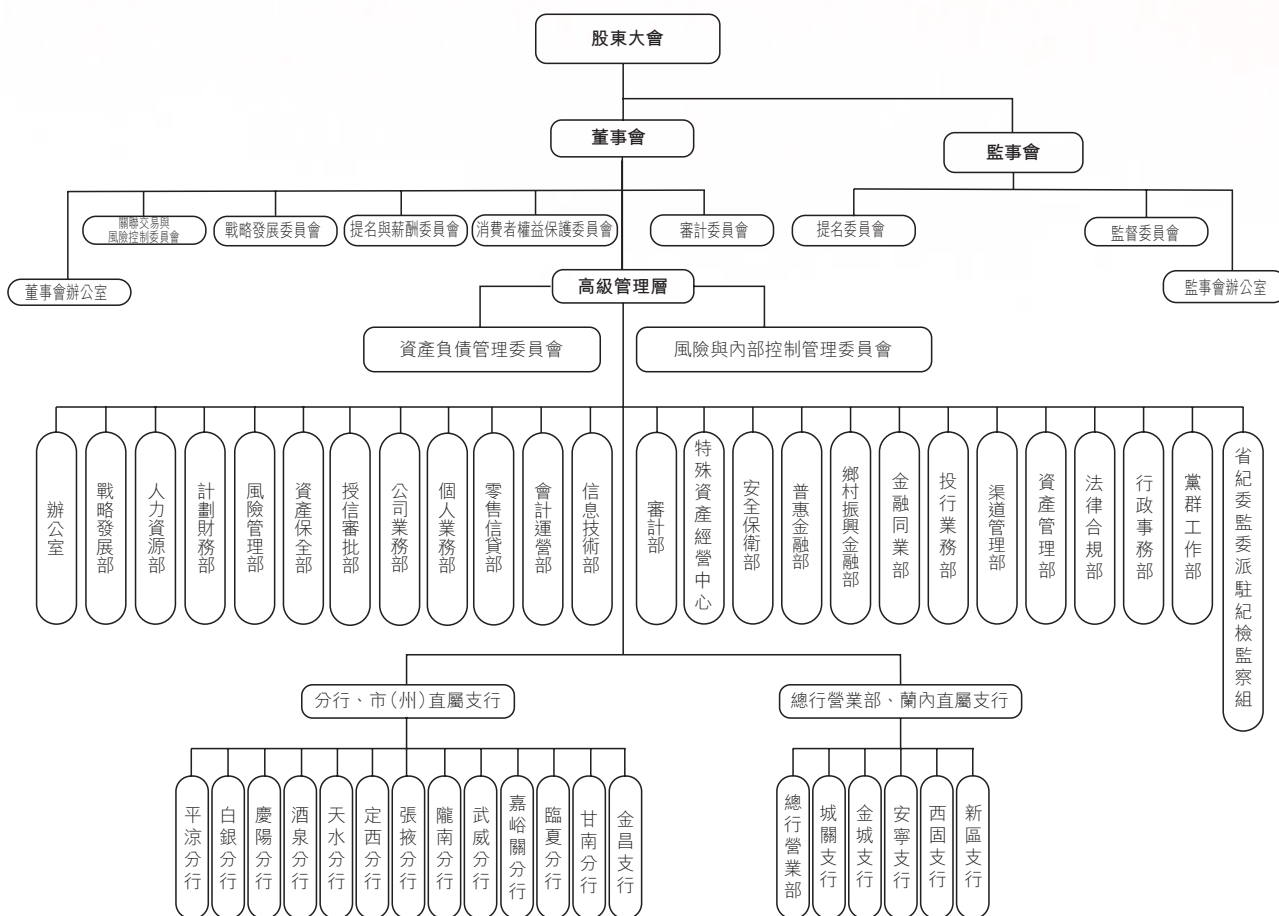 股東大會
董事會
監事會
關聯交易與
風險控制委員會
戰略發展委員會
提名與薪酬委員會
消費者權益保護委員會
審計委員會
提名委員會
監督委員會
董事會辦公室
高級管理層
監事會辦公室
資產負債管理委員會
風險與內部控制管理委員會
辦公室
戰略發展部
人力資源部
計劃財務部
風險管理部
資產保全部
授信審批部
公司業務部
個人業務部
零售信貸部
會計運營部
信息技術部
審計部
特殊資產經營中心
安全保衛部
普惠金融部
鄉村振興金融部
金融同業部
投行業務部
渠道管理部
資產管理部
法律合規部
行政事務部
黨群工作部
省紀委監委派駐紀檢監察組
分行、市(州)直屬支行
總行營業部、蘭內直屬支行
平涼分行
白銀分行
慶陽分行
酒泉分行
天水分行
定西分行
張掖分行
隴南分行
武威分行
嘉峪關分行
臨夏分行
甘南分行
金昌支行
總行營業部
城關支行
金城支行
安寧支行
西固支行
新區支行